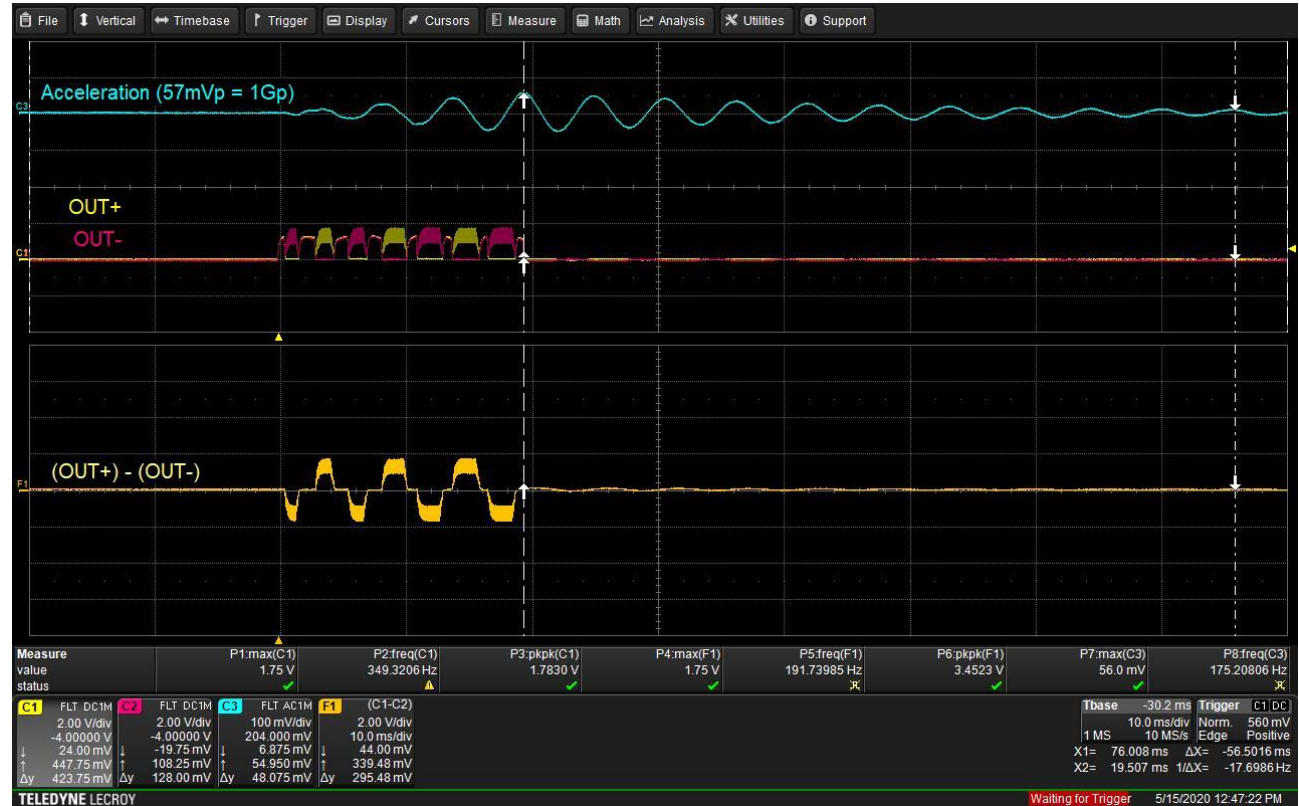 File Vertical Timebase Trigger Display Cursors Measure Math Analysis Utilities Support
C3 Acceleration (57mVp = 1Gp)
OUT+
OUT-
C1
(OUT+) - (OUT-)
F1
Measure P1:max(C1) P2:freq(C1) P3:pkpk(C1) P4:max(F1) P5:freq(F1) P6:pkpk(F1) P7:max(C3) P8:freq(C3)
value 1.75 V 349.3206 Hz 1.7830 V 1.75 V 191.73985 Hz 3.4523 V 56.0 mV 175.20806 Hz
status
C1 FLT DC1M C2 FLT DC1M C3 FLT AC1M F1 (C1-C2) Tbase -30.2 ms Trigger C1 DC
2.00 V/div 2.00 V/div 100 mV/div 2.00 V/div 10.0 ms/div Norm. 560 mV
-4.00000 V -4.00000 V 204.000 mV 10.0 ms/div 1 MS 10 MS/s Edge Positive
↓ 24.00 mV ↓ -19.75 mV ↓ 6.875 mV ↓ 44.00 mV X1= 76.008 ms ΔX= -56.5016 ms
↑ 447.75 mV ↑ 108.25 mV ↑ 54.950 mV ↑ 339.48 mV X2= 19.507 ms 1/ΔX= -17.6986 Hz
Δy 423.75 mV Δy 128.00 mV Δy 48.075 mV Δy 295.48 mV
TELEDYNE LECROY Waiting for Trigger 5/15/2020 12:47:22 PM